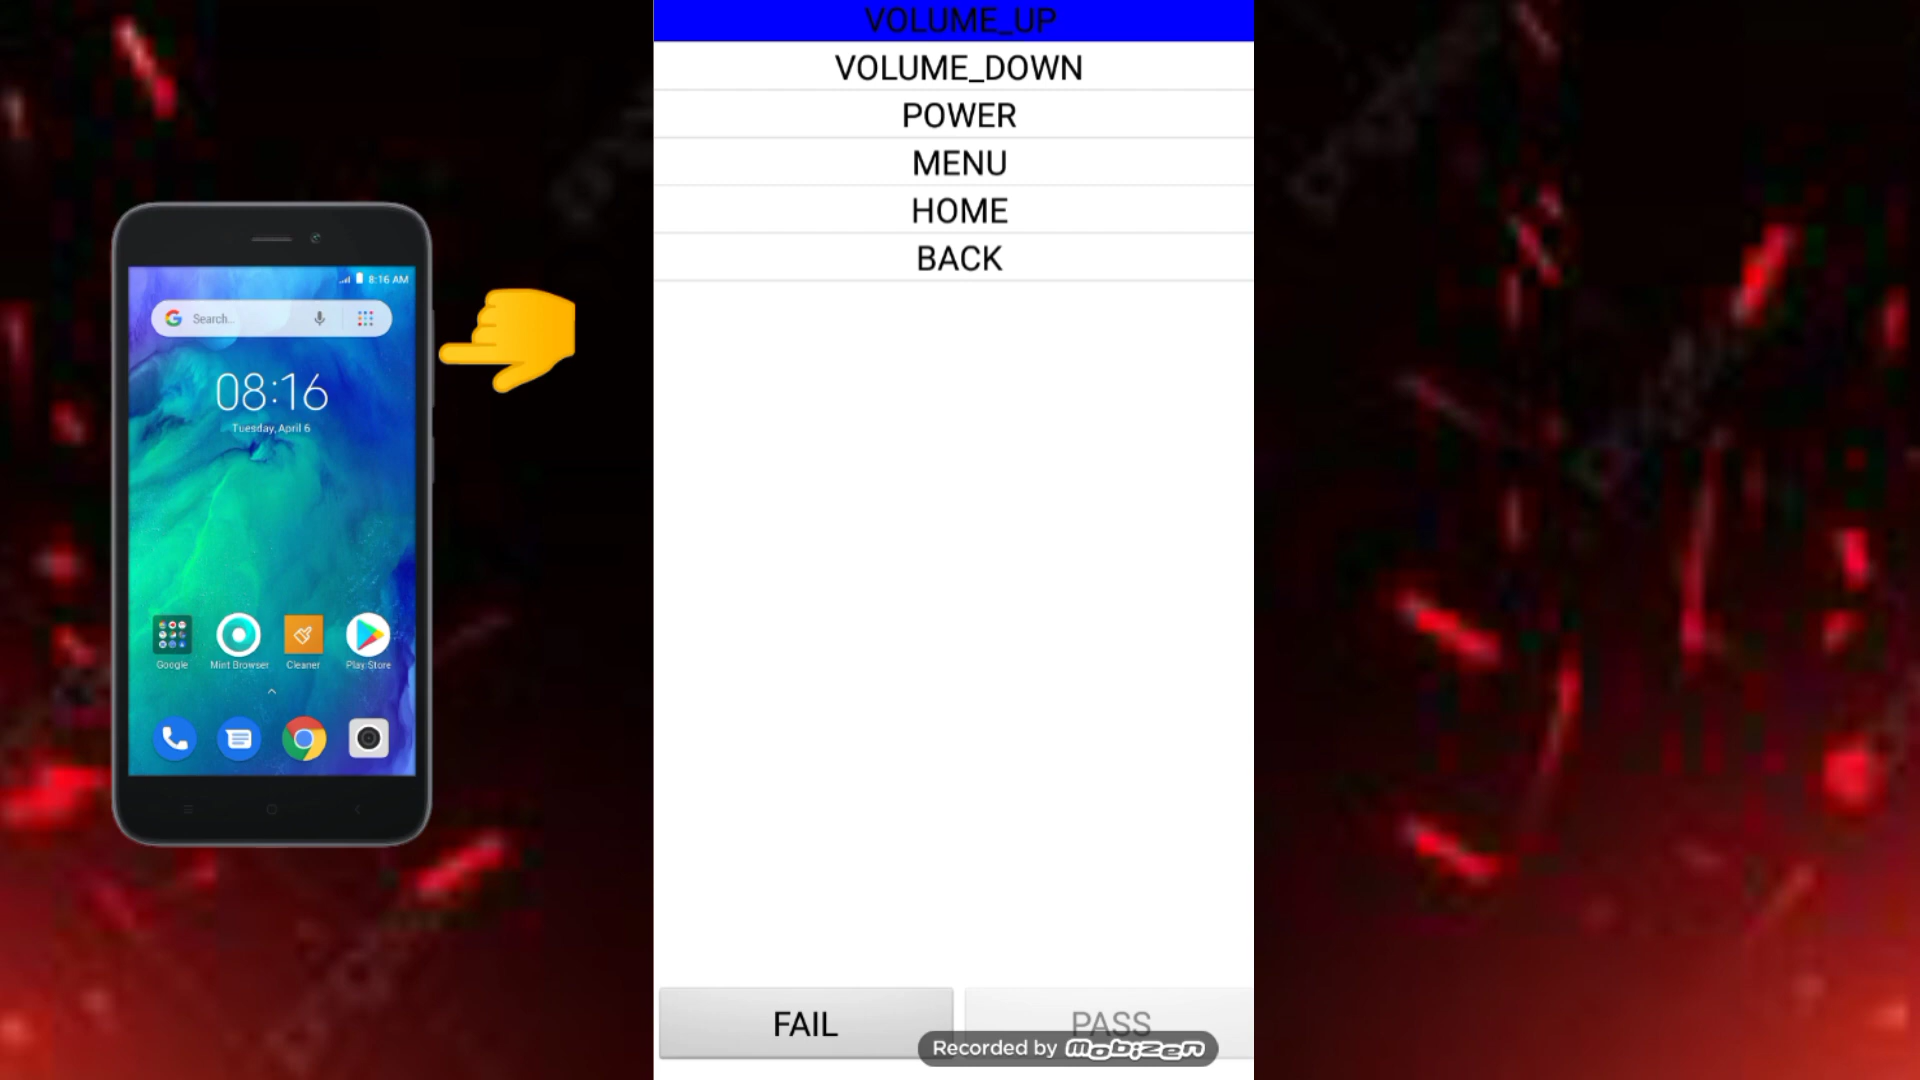 8:16 AM
Search...
08:16
Tuesday, April 6
Google
Mint Browser
Cleaner
Play Store
VOLUME_UP
VOLUME_DOWN
POWER
MENU
HOME
BACK
FAIL
PASS
Recorded by mobizen